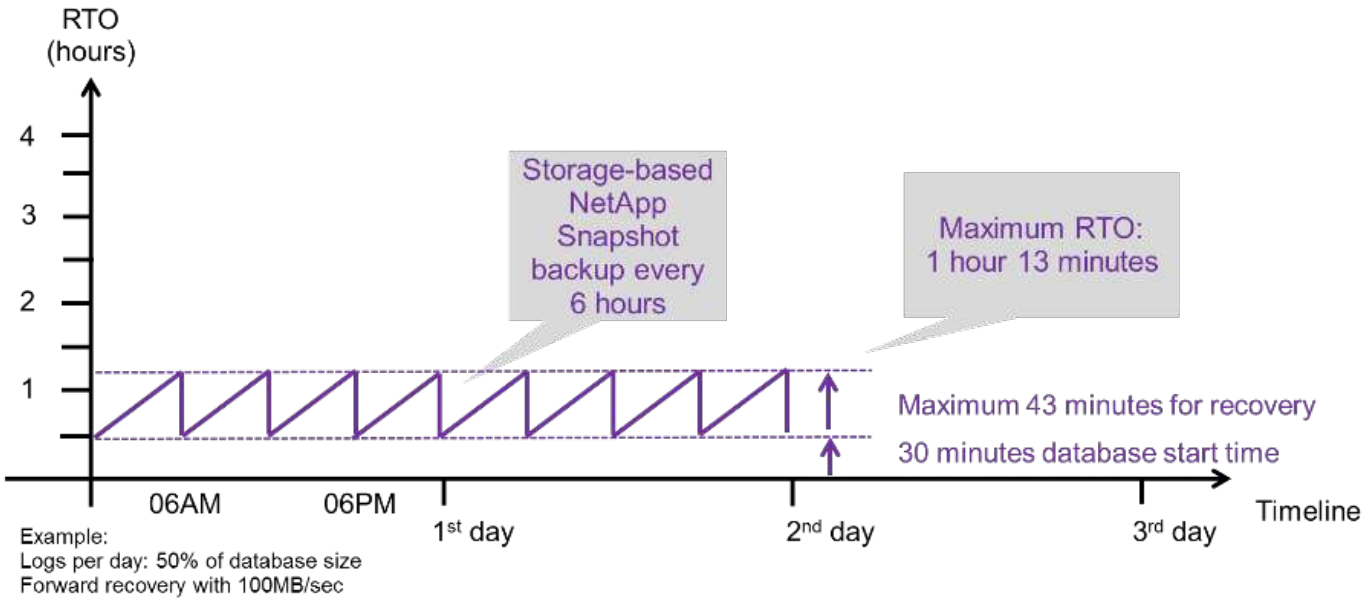 RTO
(hours)
4
3
2
1
Storage-based
NetApp
Snapshot
backup every
6 hours
Maximum RTO:
1 hour 13 minutes
Maximum 43 minutes for recovery
30 minutes database start time
06AM
06PM
1st day
2nd day
3rd day
Timeline
Example:
Logs per day: 50% of database size
Forward recovery with 100MB/sec